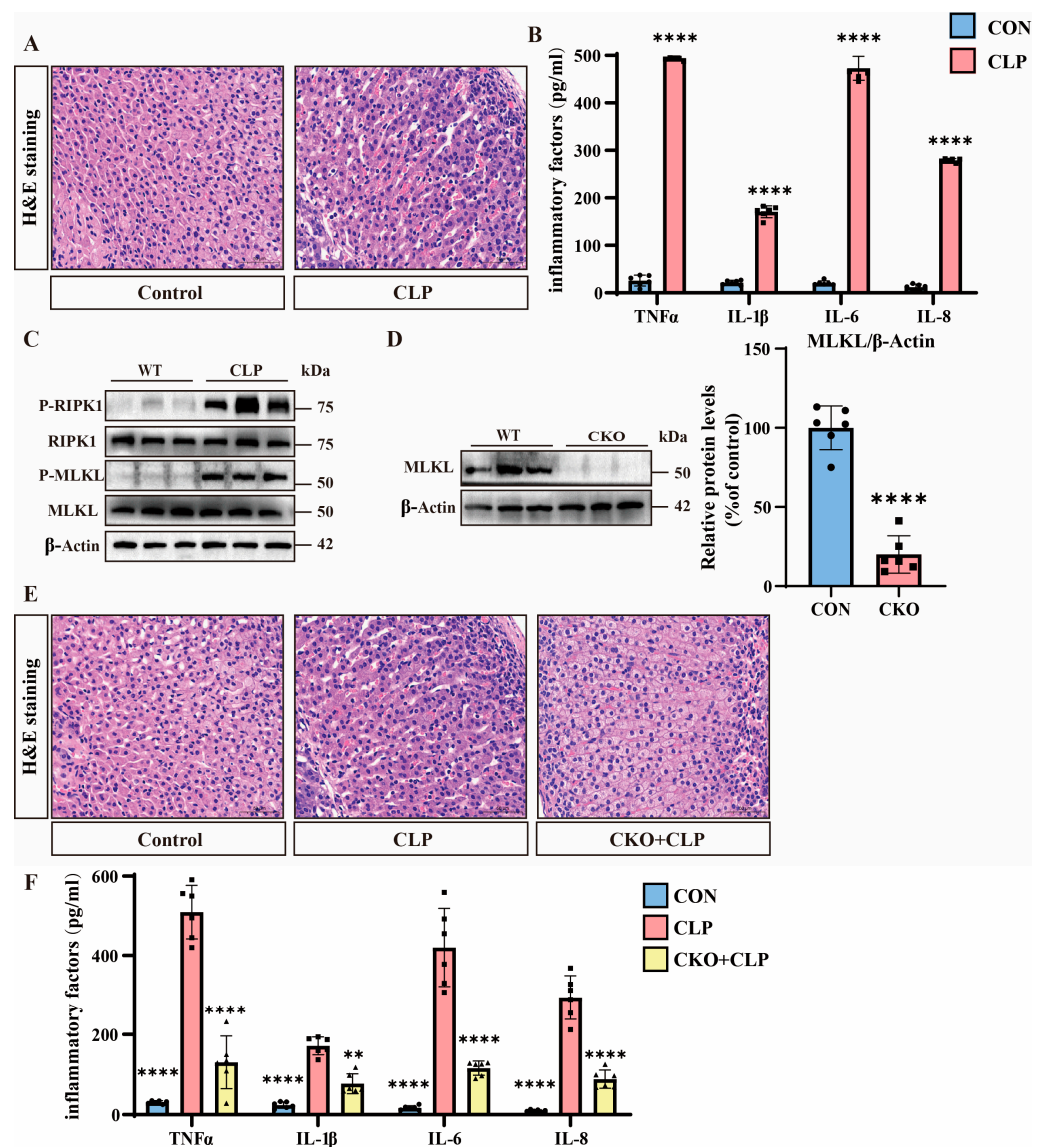 A
H&E staining
Control
CLP
B
CON
CLP
inflammatory factors (pg/ml)
500
400
300
200
100
0
**** **** **** ****
TNFα IL-1β IL-6 IL-8
C
WT CLP kDa
P-RIPK1 75
RIPK1 75
P-MLKL 50
MLKL 50
β-Actin 42
D
WT CKO kDa
MLKL 50
β-Actin 42
MLKL/β-Actin
Relative protein levels
(%of control)
150
100
50
0
****
CON CKO
E
H&E staining
Control
CLP
CKO+CLP
F
inflammatory factors (pg/ml)
600
400
200
0
**** **** **** ** **** **** **** ****
TNFα IL-1β IL-6 IL-8
CON
CLP
CKO+CLP